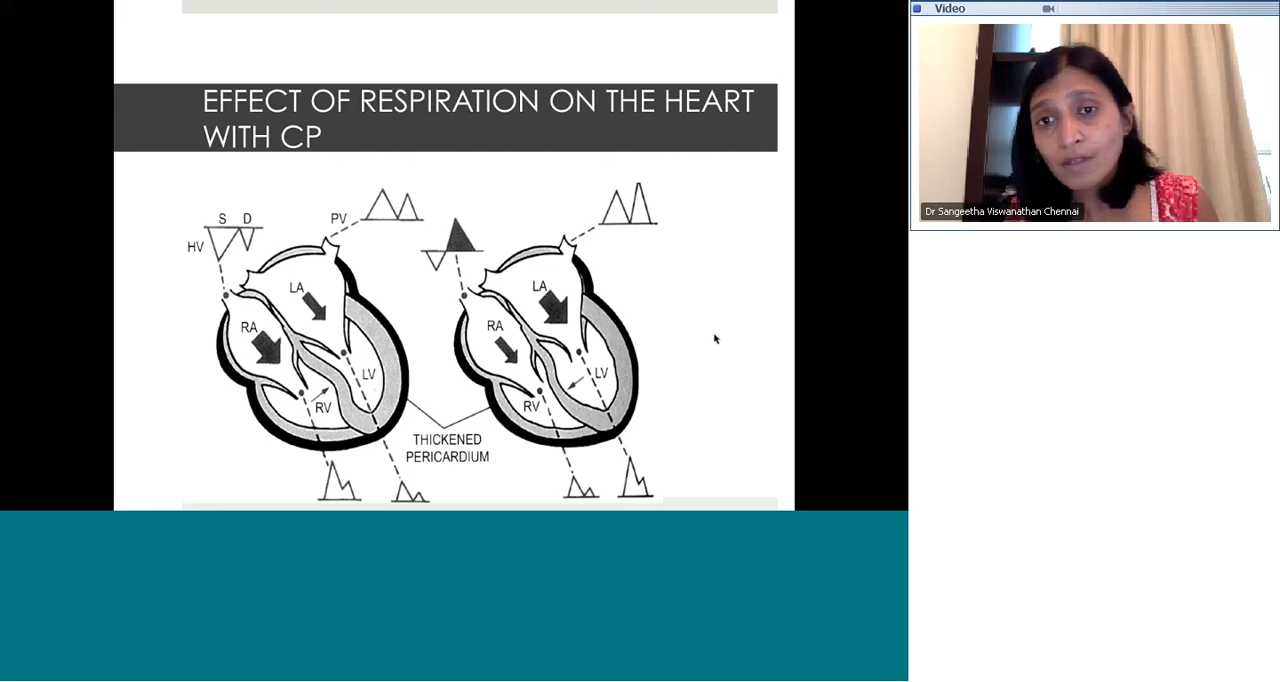 Video
EFFECT OF RESPIRATION ON THE HEART
WITH CP
Dr Sangeetha Viswanathan Chennai
S D
HV
PV
LA
RA
LV
RV
LA
RA
LV
RV
THICKENED
PERICARDIUM